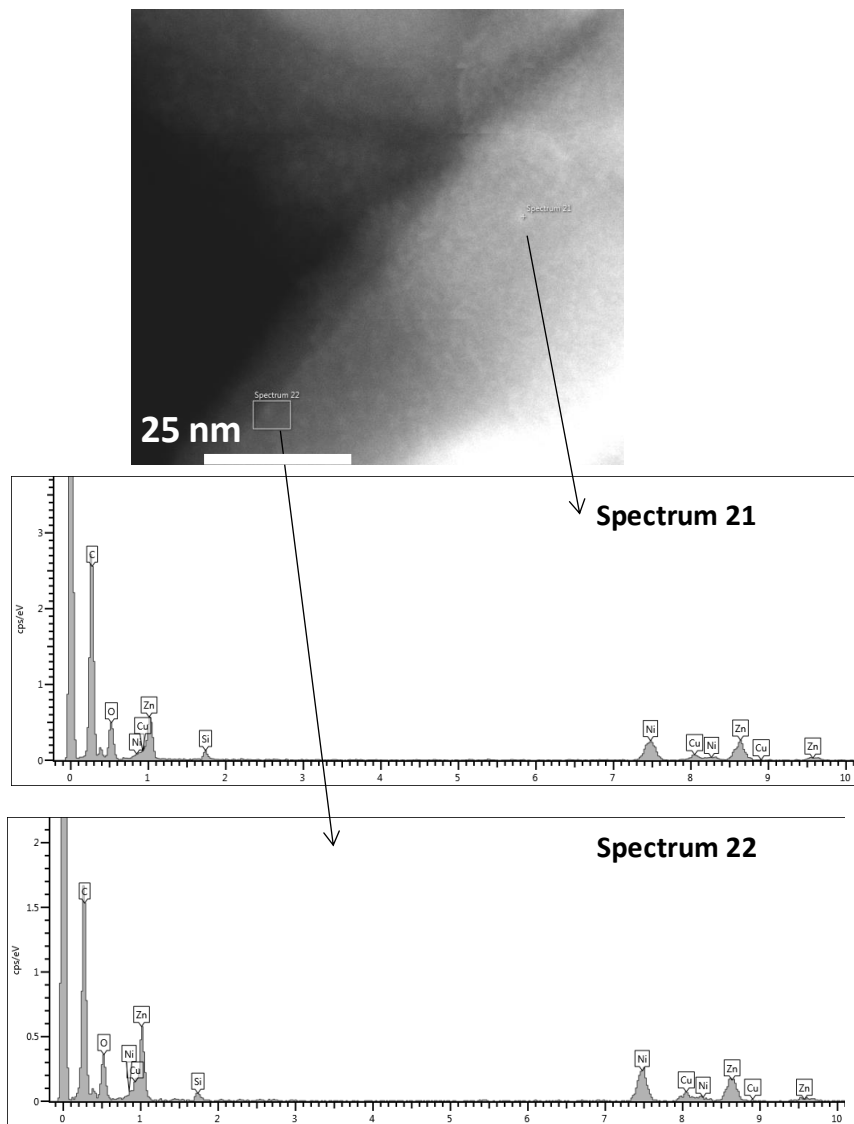 Spectrum 21
Spectrum 22
25 nm
Spectrum 21
cps/eV
3
2
1
0
C
O
Ni
Cu
Zn
Si
Ni
Cu
Ni
Zn
Cu
Zn
0 1 2 3 4 5 6 7 8 9 10
Spectrum 22
cps/eV
2
1.5
1
0.5
0
C
O
Ni
Cu
Zn
Si
Ni
Cu
Ni
Zn
Cu
Zn
0 1 2 3 4 5 6 7 8 9 10